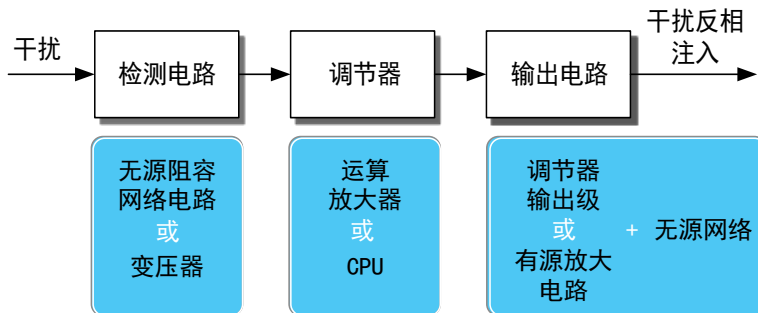 干扰
检测电路
调节器
输出电路
干扰反相
注入
无源阻容
网络电路
或
变压器
运算
放大器
或
CPU
调节器
输出级
或
有源放大
电路
+ 无源网络